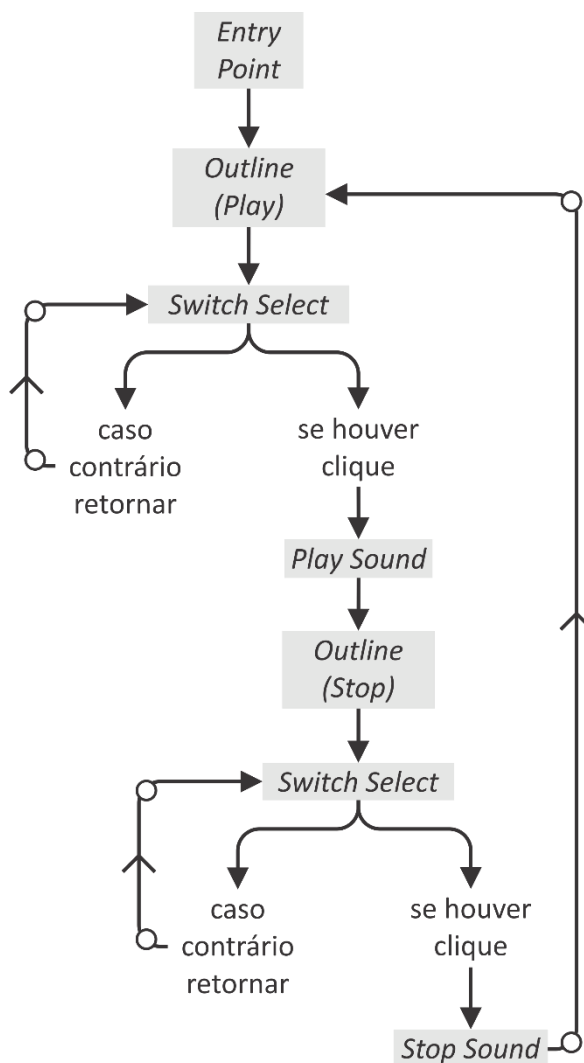 Entry
Point
Outline
(Play)
Switch Select
caso
contrário
retornar
se houver
clique
Play Sound
Outline
(Stop)
Switch Select
caso
contrário
retornar
se houver
clique
Stop Sound